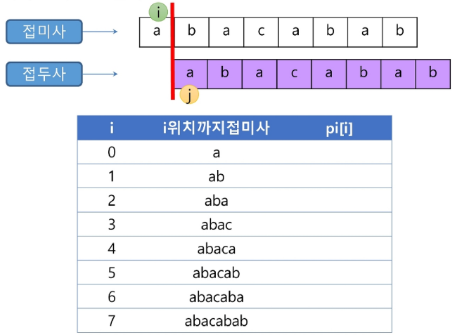 i
접미사 a b a c a b a b
접두사 a b a c a b a b
j
i i위치까지접미사 pi[i]
0 a
1 ab
2 aba
3 abac
4 abaca
5 abacab
6 abacaba
7 abacabab